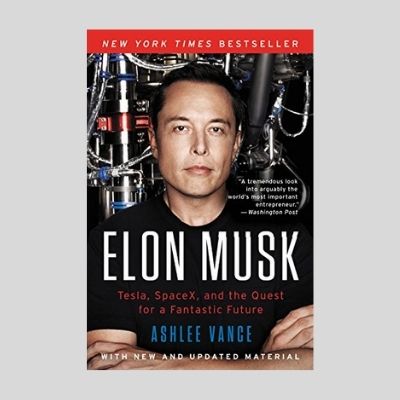 NEW YORK TIMES BESTSELLER
"A tremendous look
into arguably the
world's most important
entrepreneur."
—Washington Post
ELON MUSK
Tesla, SpaceX, and the Quest
for a Fantastic Future
ASHLEE VANCE
WITH NEW AND UPDATED MATERIAL